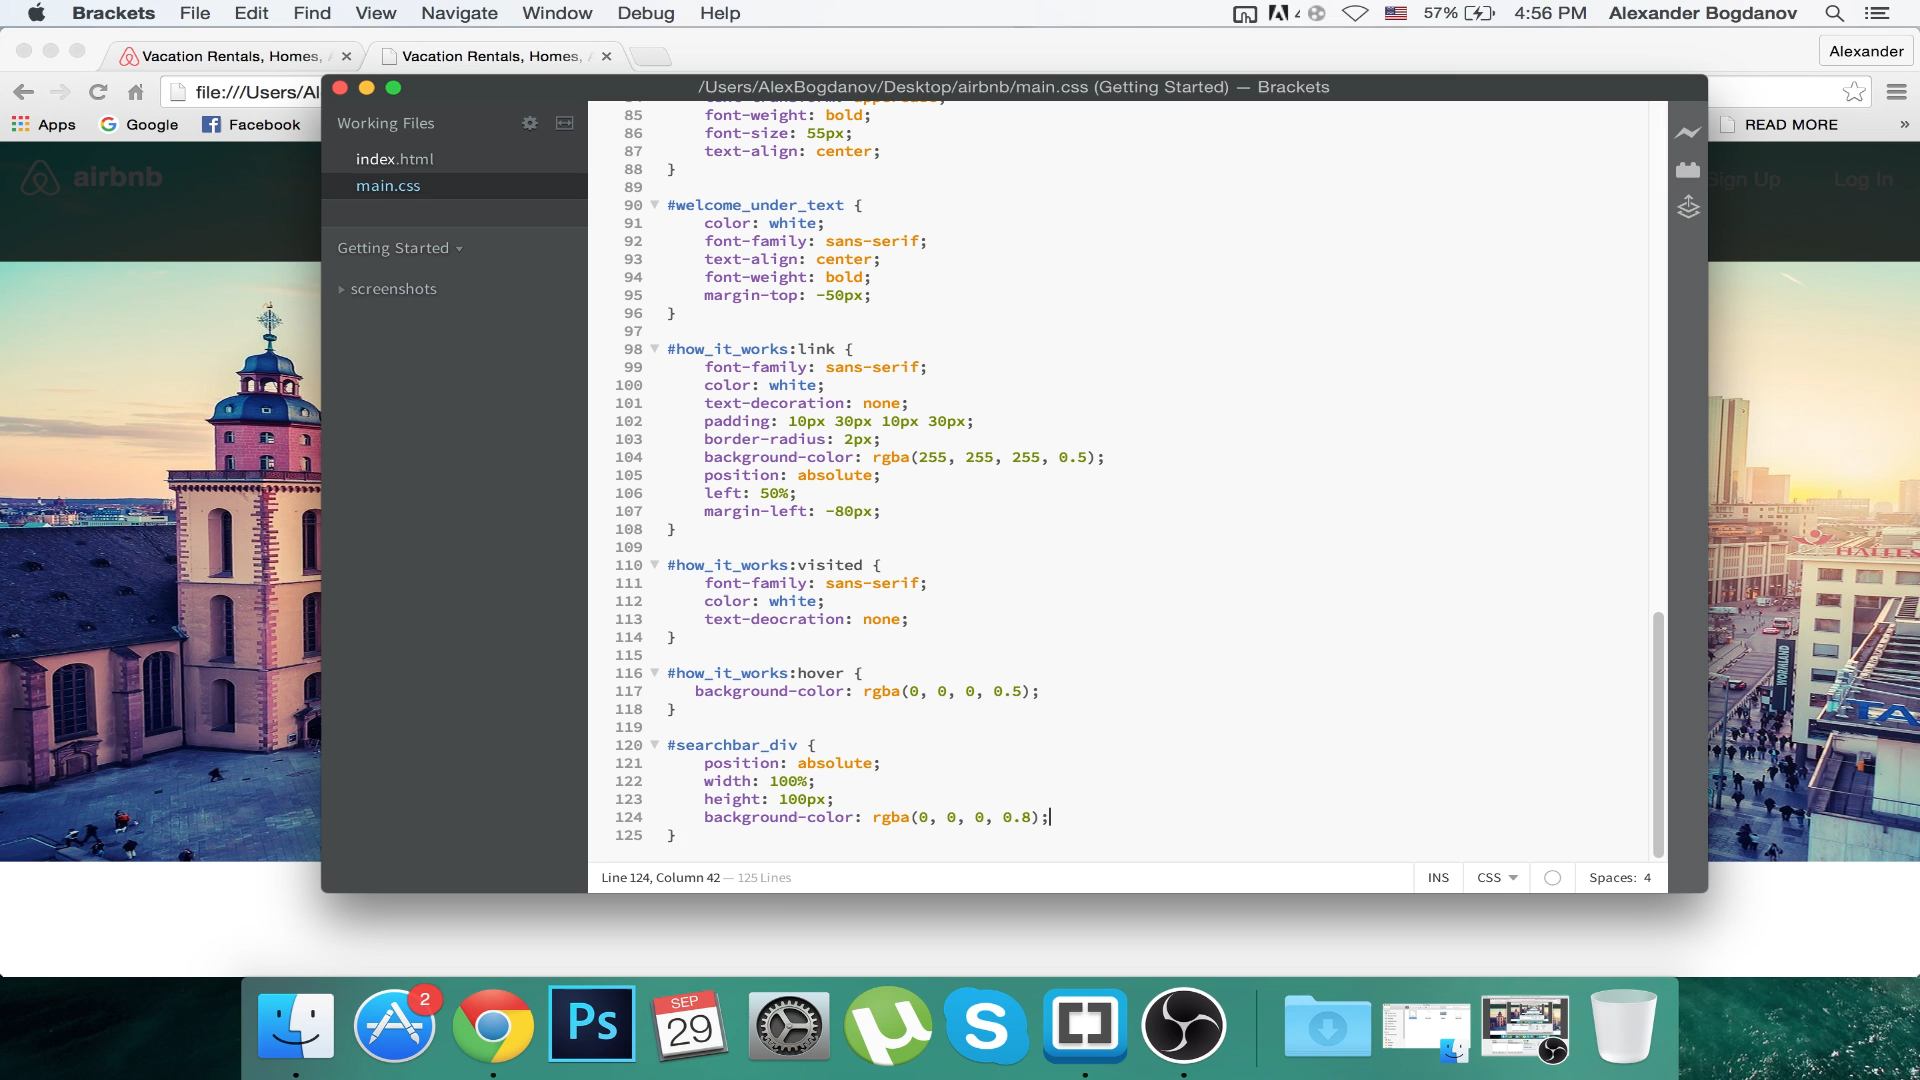 Brackets File Edit Find View Navigate Window Debug Help 57% 4:56 PM Alexander Bogdanov
Vacation Rentals, Homes, Vacation Rentals, Homes, Alexander
file:///Users/Al
/Users/AlexBogdanov/Desktop/airbnb/main.css (Getting Started) — Brackets
Apps Google Facebook READ MORE »
airbnb Sign Up Log In
Working Files
index.html
main.css
Getting Started
screenshots
85 font-weight: bold;
86 font-size: 55px;
87 text-align: center;
88 }
89
90 #welcome_under_text {
91 color: white;
92 font-family: sans-serif;
93 text-align: center;
94 font-weight: bold;
95 margin-top: -50px;
96 }
97
98 #how_it_works:link {
99 font-family: sans-serif;
100 color: white;
101 text-decoration: none;
102 padding: 10px 30px 10px 30px;
103 border-radius: 2px;
104 background-color: rgba(255, 255, 255, 0.5);
105 position: absolute;
106 left: 50%;
107 margin-left: -80px;
108 }
109
110 #how_it_works:visited {
111 font-family: sans-serif;
112 color: white;
113 text-deocration: none;
114 }
115
116 #how_it_works:hover {
117 background-color: rgba(0, 0, 0, 0.5);
118 }
119
120 #searchbar_div {
121 position: absolute;
122 width: 100%;
123 height: 100px;
124 background-color: rgba(0, 0, 0, 0.8);
125 }
Line 124, Column 42 — 125 Lines INS CSS Spaces: 4
WORMLAND
2
Ps
SEP
29
S